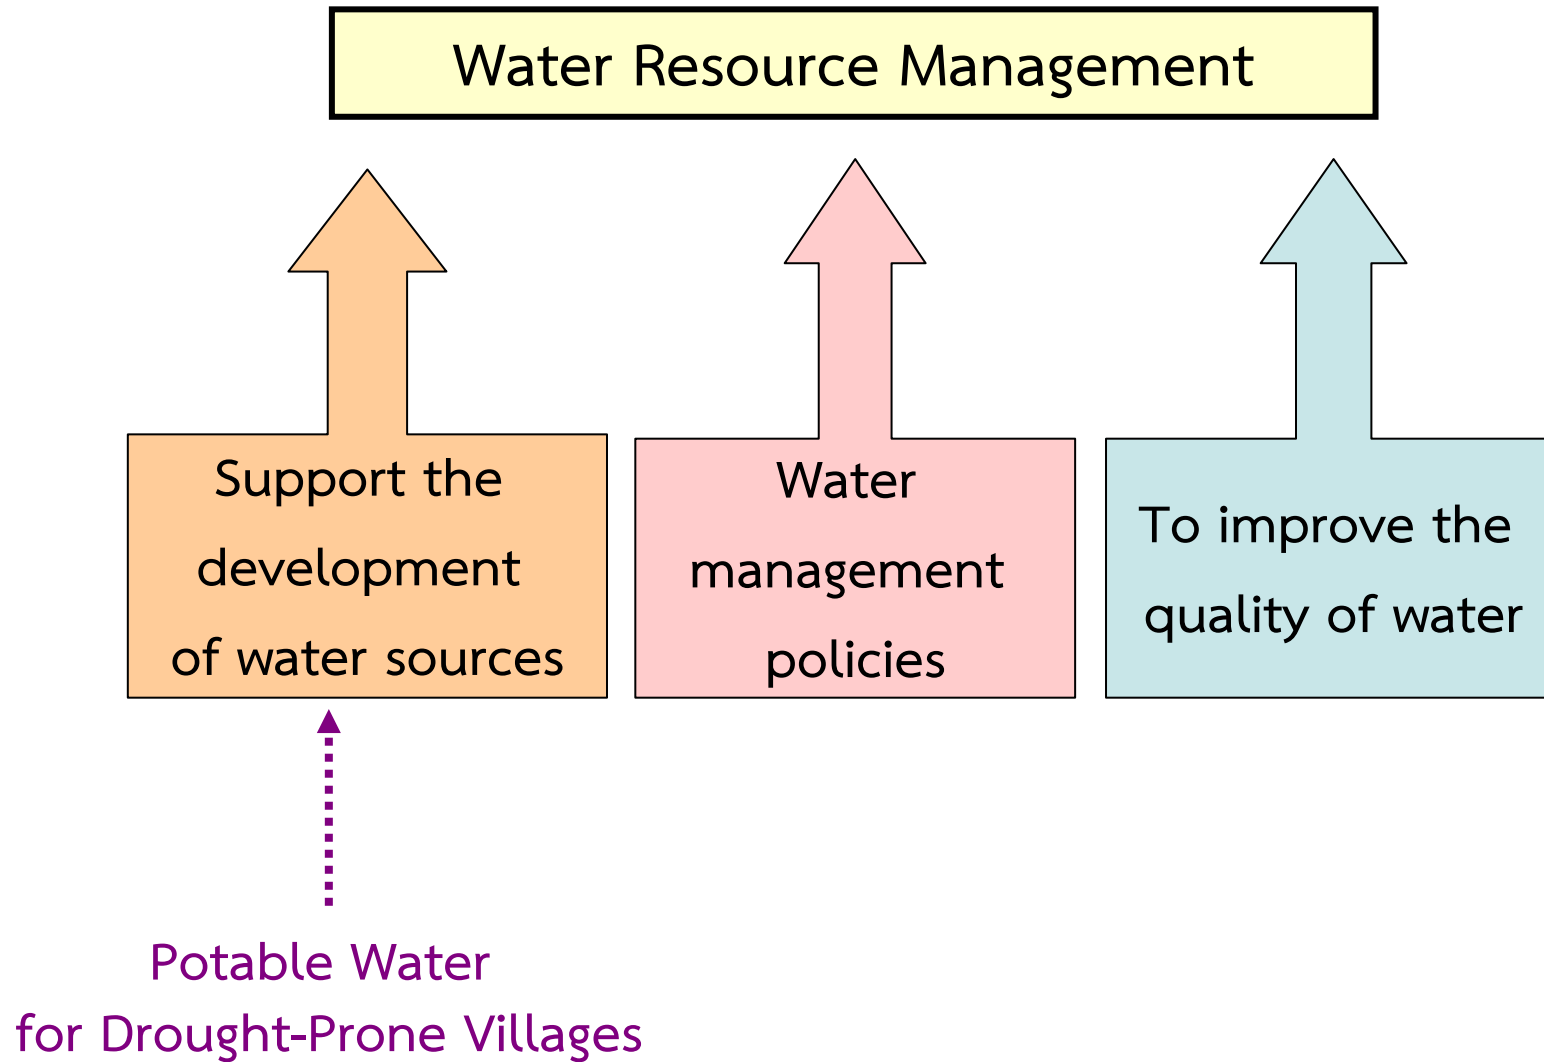 Water Resource Management
Support the
development
of water sources
Water
management
policies
To improve the
quality of water
Potable Water
for Drought-Prone Villages